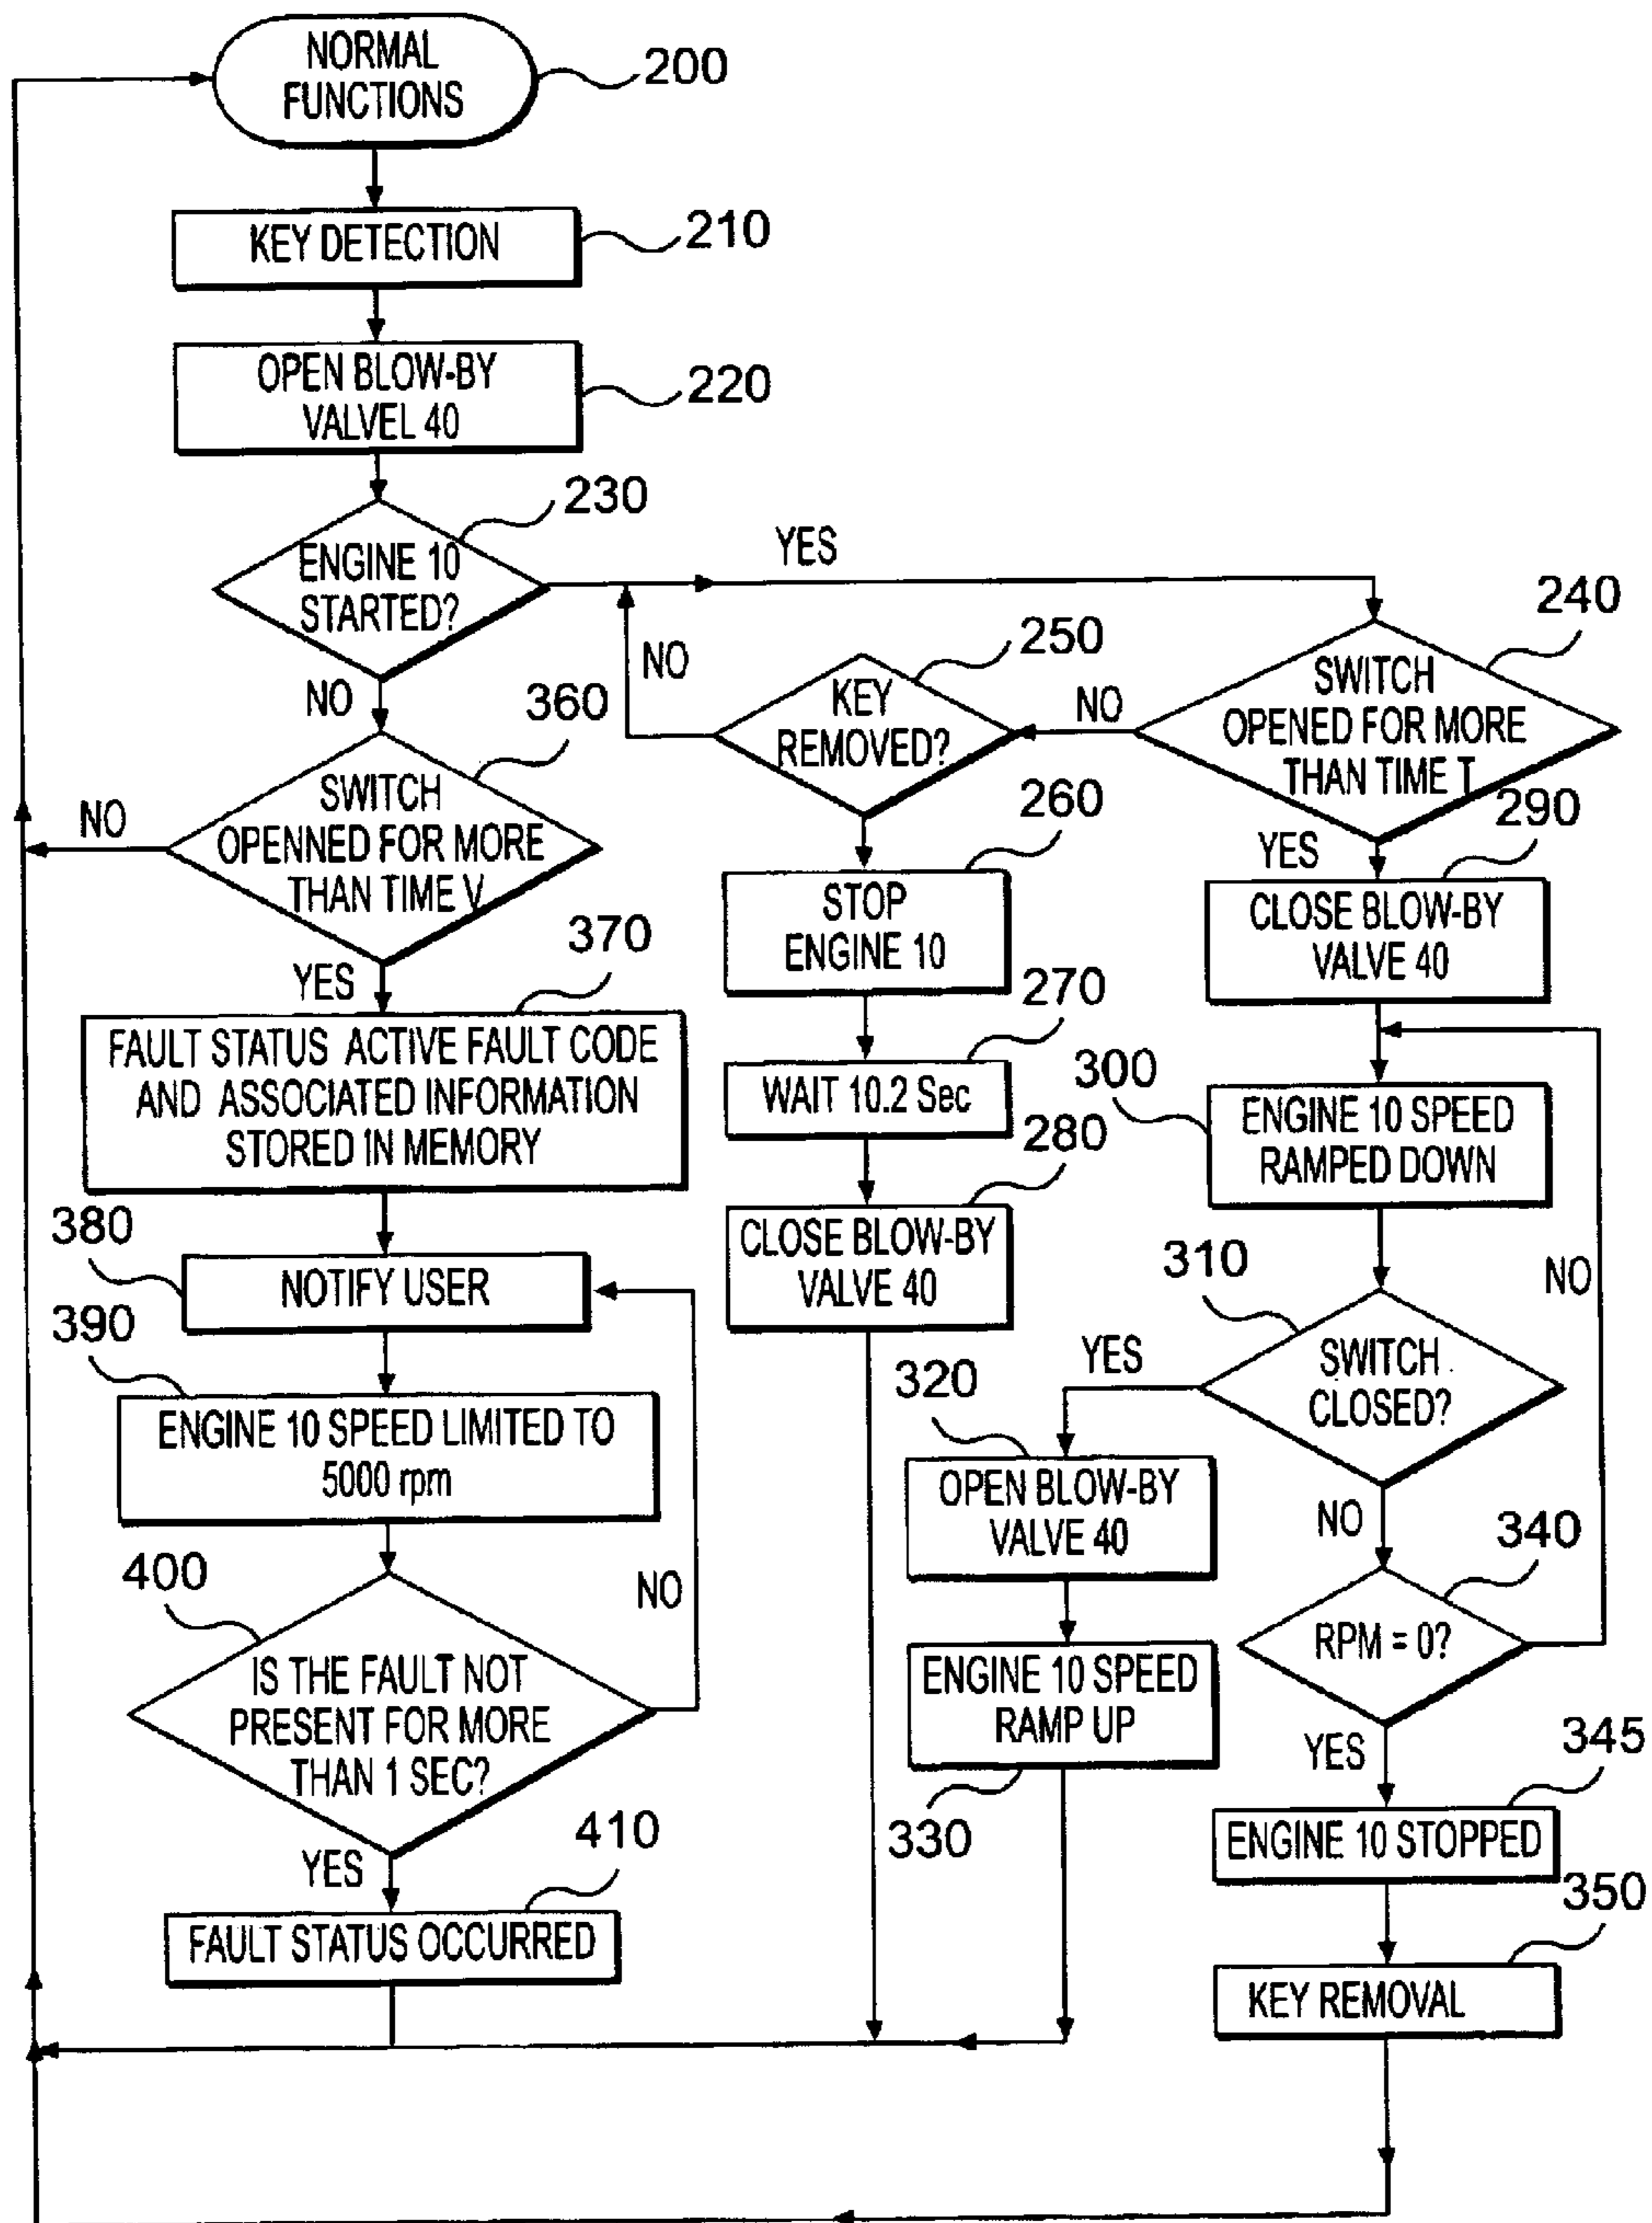 NORMAL
FUNCTIONS
200
KEY DETECTION
210
OPEN BLOW-BY
VALVEL 40
220
230
ENGINE 10
STARTED?
YES
NO
240
SWITCH
OPENED FOR MORE
THAN TIME T
NO
250
KEY
REMOVED?
NO
360
SWITCH
OPENNED FOR MORE
THAN TIME V
NO
YES
260
STOP
ENGINE 10
YES
290
CLOSE BLOW-BY
VALVE 40
370
FAULT STATUS ACTIVE FAULT CODE
AND ASSOCIATED INFORMATION
STORED IN MEMORY
270
WAIT 10.2 Sec
300
ENGINE 10 SPEED
RAMPED DOWN
280
CLOSE BLOW-BY
VALVE 40
380
NOTIFY USER
310
SWITCH
CLOSED?
NO
YES
NO
390
ENGINE 10 SPEED LIMITED TO
5000 rpm
320
OPEN BLOW-BY
VALVE 40
340
RPM = 0?
YES
400
IS THE FAULT NOT
PRESENT FOR MORE
THAN 1 SEC?
NO
YES
ENGINE 10 SPEED
RAMP UP
330
345
ENGINE 10 STOPPED
410
FAULT STATUS OCCURRED
350
KEY REMOVAL